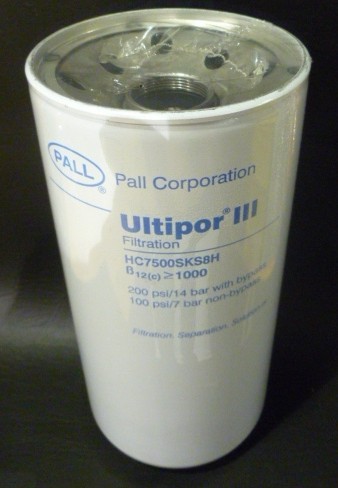 PALL®
Pall Corporation
Ultipor® III
Filtration
HC7500SKS8H
β12(c) ≥ 1000
200 psi/14 bar with bypass
100 psi/7 bar non-bypass
Filtration. Separation. Solution.